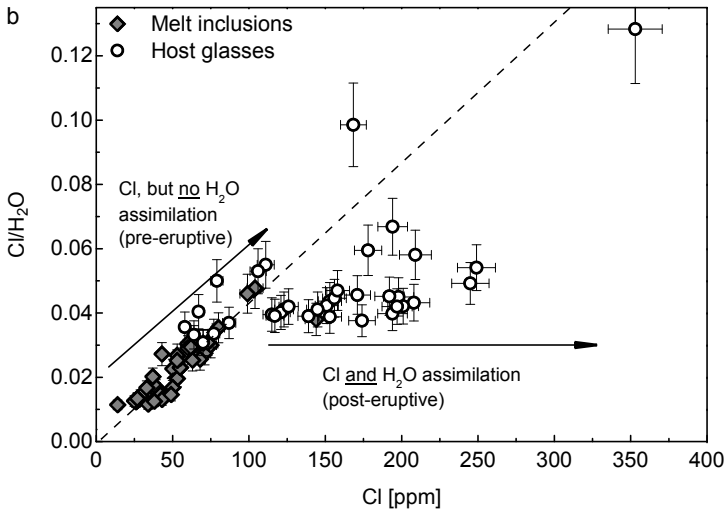 b
Melt inclusions
Host glasses
Cl, but no H₂O
assimilation
(pre-eruptive)
Cl and H₂O assimilation
(post-eruptive)
Cl/H₂O
0.12
0.10
0.08
0.06
0.04
0.02
0.00
0 50 100 150 200 250 300 350 400
Cl [ppm]